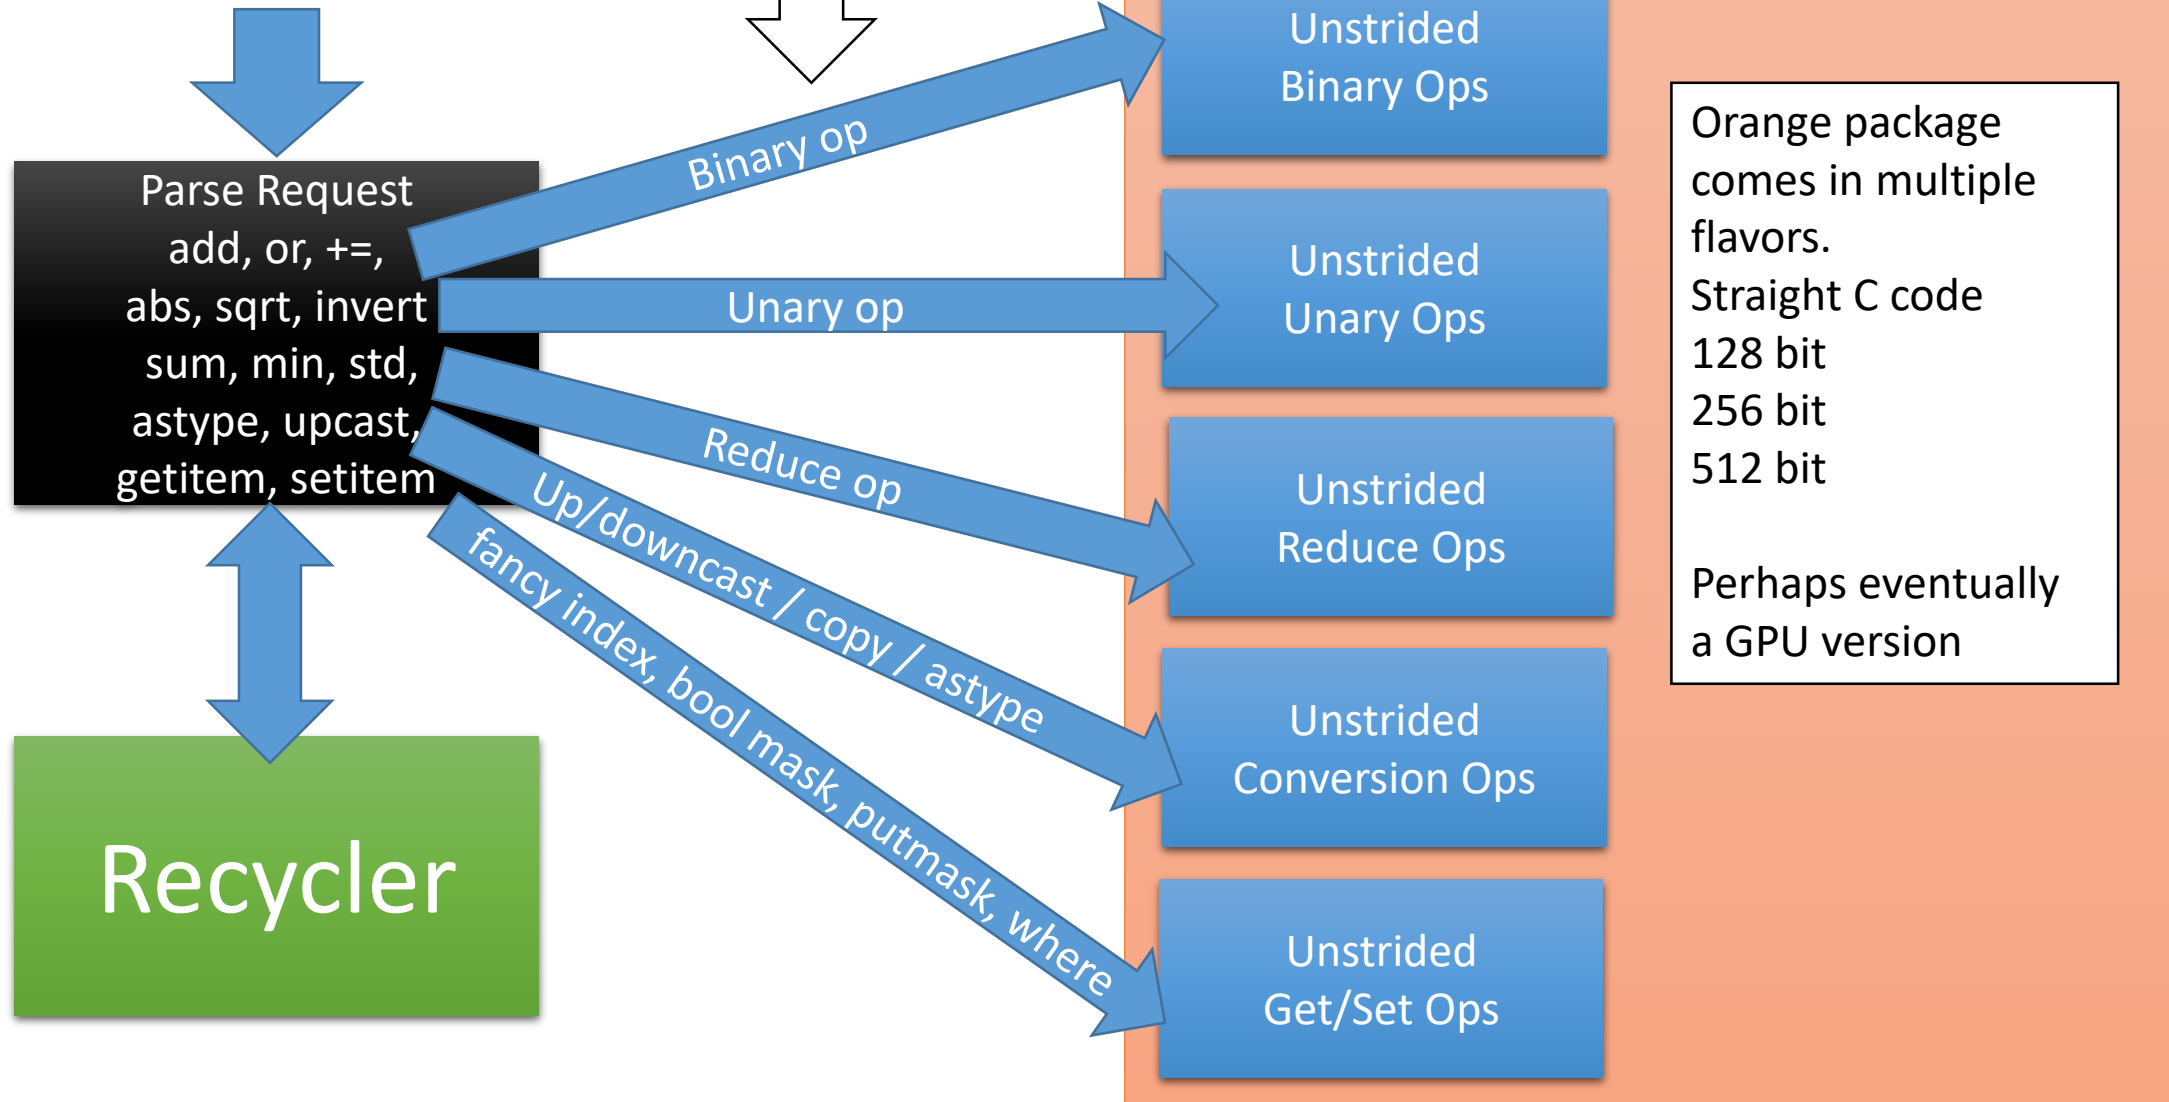 Unstrided
Binary Ops
Binary op
Parse Request
add, or, +=,
abs, sqrt, invert
sum, min, std,
astype, upcast,
getitem, setitem
Unary op
Unstrided
Unary Ops
Reduce op
Unstrided
Reduce Ops
Up/downcast / copy / astype
Unstrided
Conversion Ops
fancy index, bool mask, putmask, where
Unstrided
Get/Set Ops
Recycler
Orange package
comes in multiple
flavors.
Straight C code
128 bit
256 bit
512 bit
Perhaps eventually
a GPU version